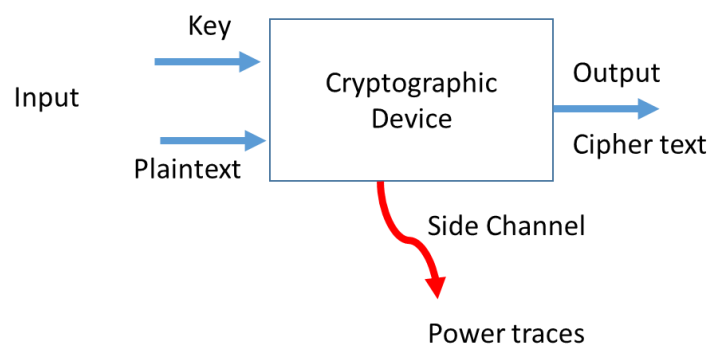 Key
Input
Plaintext
Cryptographic
Device
Output
Cipher text
Side Channel
Power traces